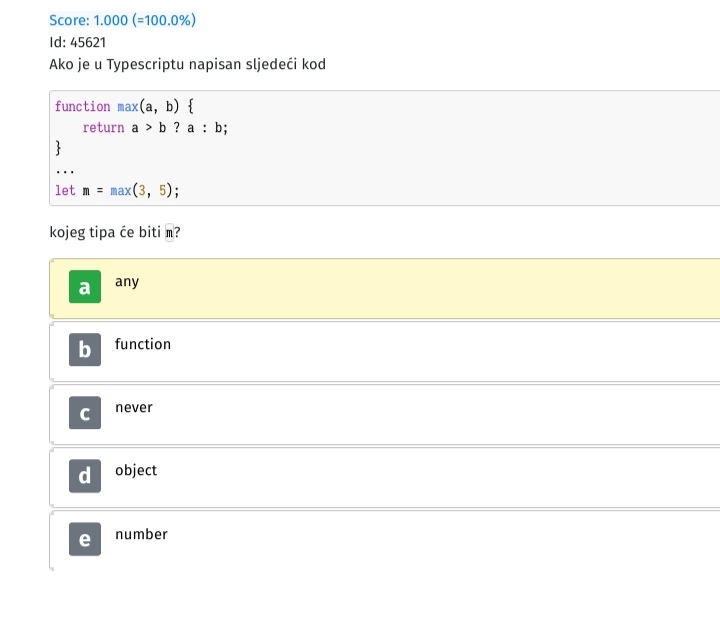 Score: 1.000 (=100.0%)
Id: 45621
Ako je u Typescriptu napisan sljedeći kod
function max(a, b) {
    return a > b ? a : b;
}
...
let m = max(3, 5);
kojeg tipa će biti m?
a any
b function
c never
d object
e number